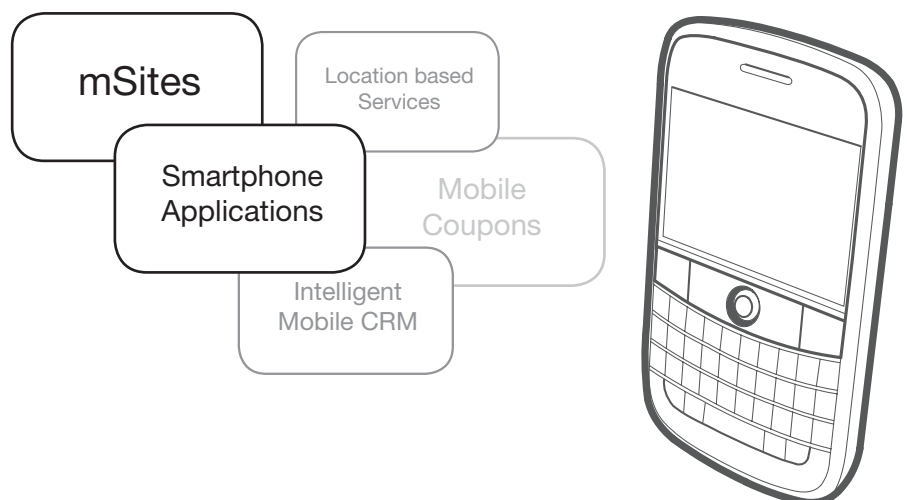 mSites
Location based
Services
Smartphone
Applications
Mobile
Coupons
Intelligent
Mobile CRM